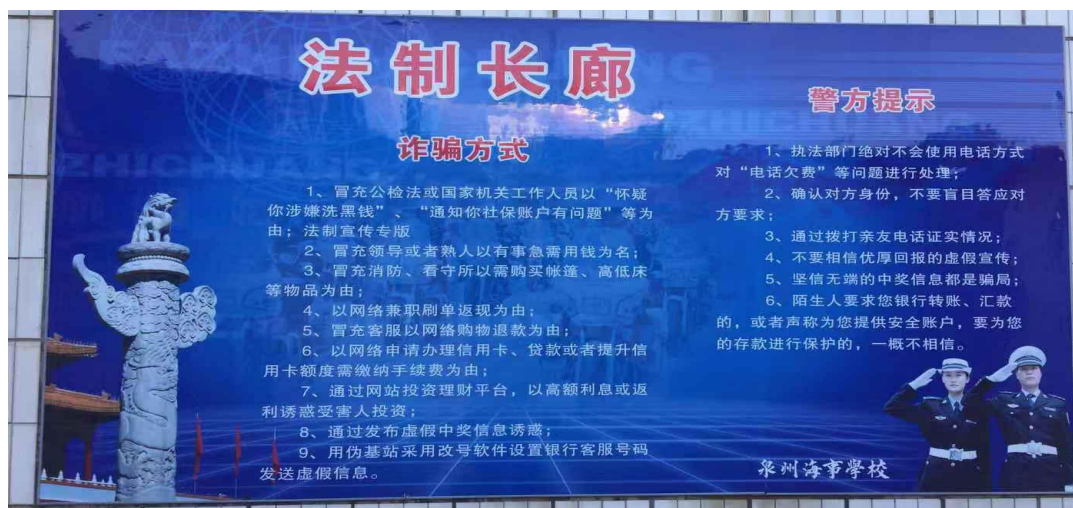 法制长廊
诈骗方式
1、冒充公检法或国家机关工作人员以“怀疑
你涉嫌洗黑钱”、“通知你社保账户有问题”等为
由；法制宣传专版
2、冒充领导或者熟人以有事急需用钱为名；
3、冒充消防、看守所以需购买帐篷、高低床
等物品为由；
4、以网络兼职刷单返现为由；
5、冒充客服以网络购物退款为由；
6、以网络申请办理信用卡、贷款或者提升信
用卡额度需缴纳手续费为由；
7、通过网站投资理财平台，以高额利息或返
利诱惑受害人投资；
8、通过发布虚假中奖信息诱惑；
9、用伪基站采用改号软件设置银行客服号码
发送虚假信息。
警方提示
1、执法部门绝对不会使用电话方式
对“电话欠费”等问题进行处理；
2、确认对方身份，不要盲目答应对
方要求；
3、通过拨打亲友电话证实情况；
4、不要相信优厚回报的虚假宣传；
5、坚信无端的中奖信息都是骗局；
6、陌生人要求您银行转账、汇款
的，或者声称为您提供安全账户，要为您
的存款进行保护的，一概不相信。
泉州海事學校